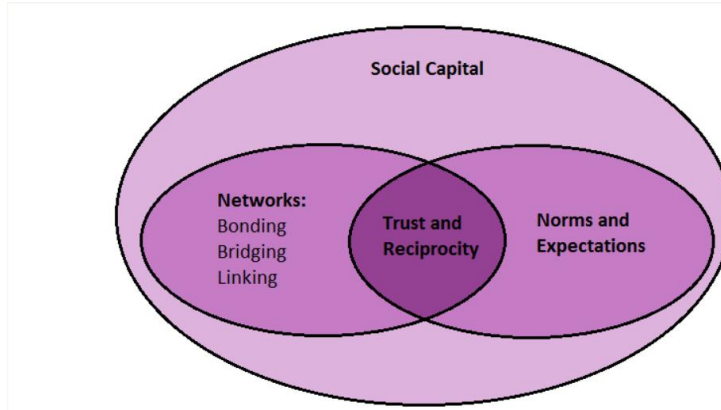 Social Capital
Networks:
Bonding
Bridging
Linking
Trust and
Reciprocity
Norms and
Expectations